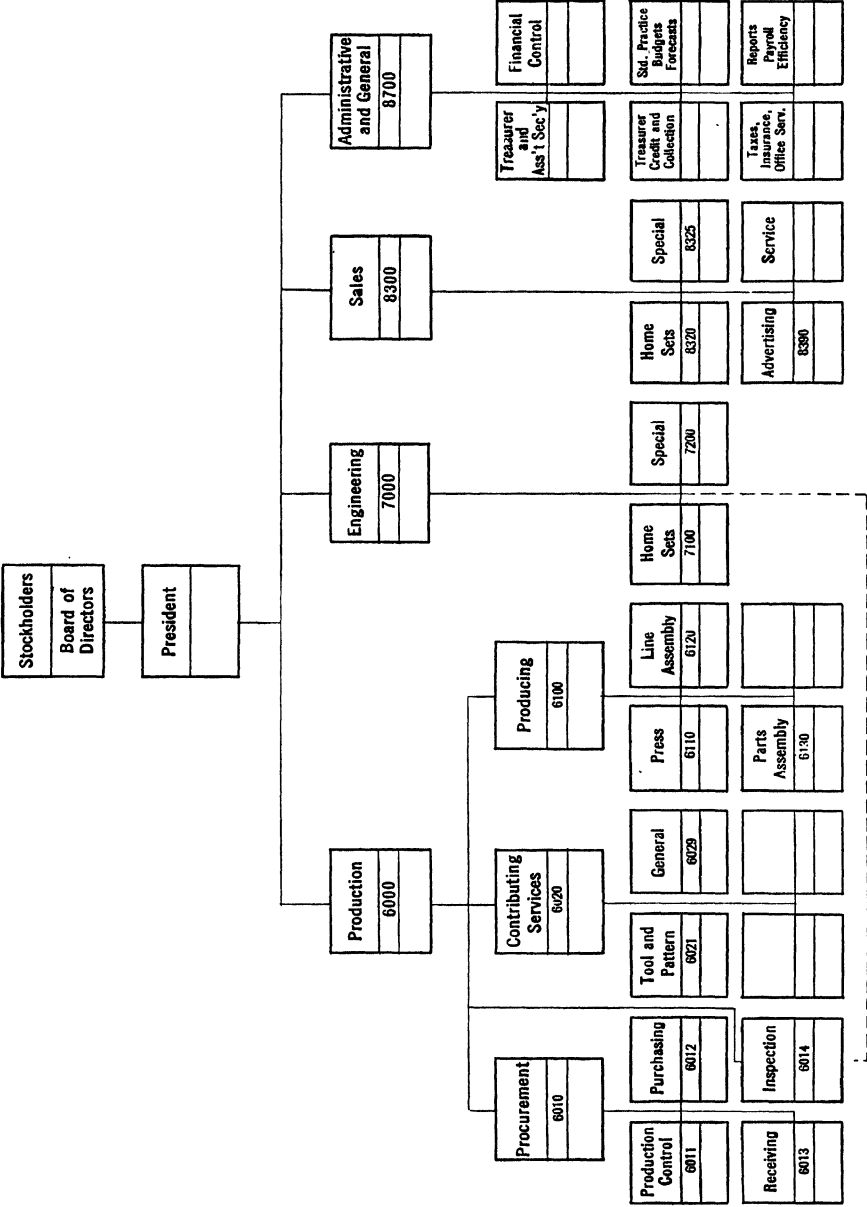 Stockholders
Board of
Directors
President
Production
6000
Engineering
7000
Sales
8300
Administrative
and General
8700
Procurement
6010
Contributing
Services
6020
Producing
6100
Treasurer
and
Ass't Sec'y
Financial
Control
Production
Control
6011
Purchasing
6012
Tool and
Pattern
6021
General
6029
Press
6110
Line
Assembly
6120
Home
Sets
7100
Special
7200
Home
Sets
8320
Special
8325
Treasurer
Credit and
Collection
Std. Practice
Budgets
Forecasts
Receiving
6013
Inspection
6014
Parts
Assembly
6130
Advertising
8390
Service
Taxes,
Insurance,
Office Serv.
Reports
Payroll
Efficiency